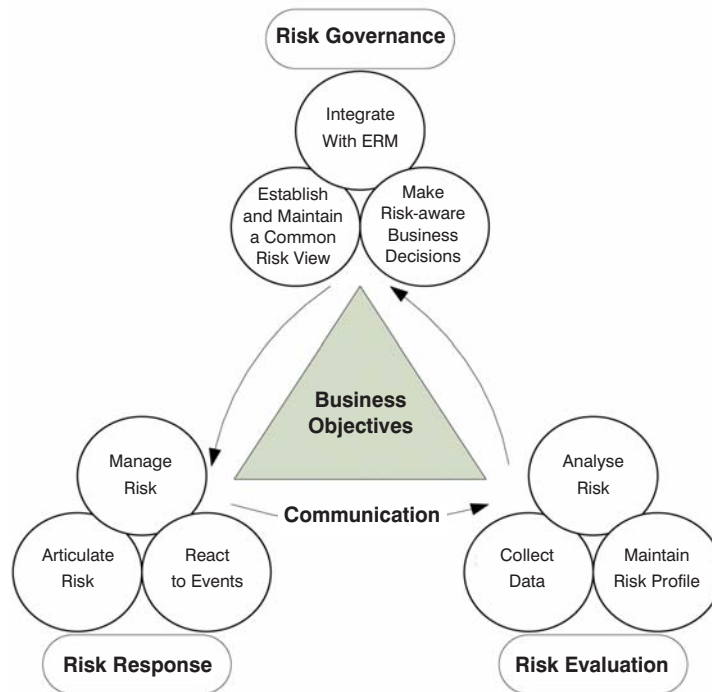 Risk Governance
Integrate
With ERM
Establish
and Maintain
a Common
Risk View
Make
Risk-aware
Business
Decisions
Business
Objectives
Manage
Risk
Articulate
Risk
React
to Events
Risk Response
Communication
Analyse
Risk
Collect
Data
Maintain
Risk Profile
Risk Evaluation